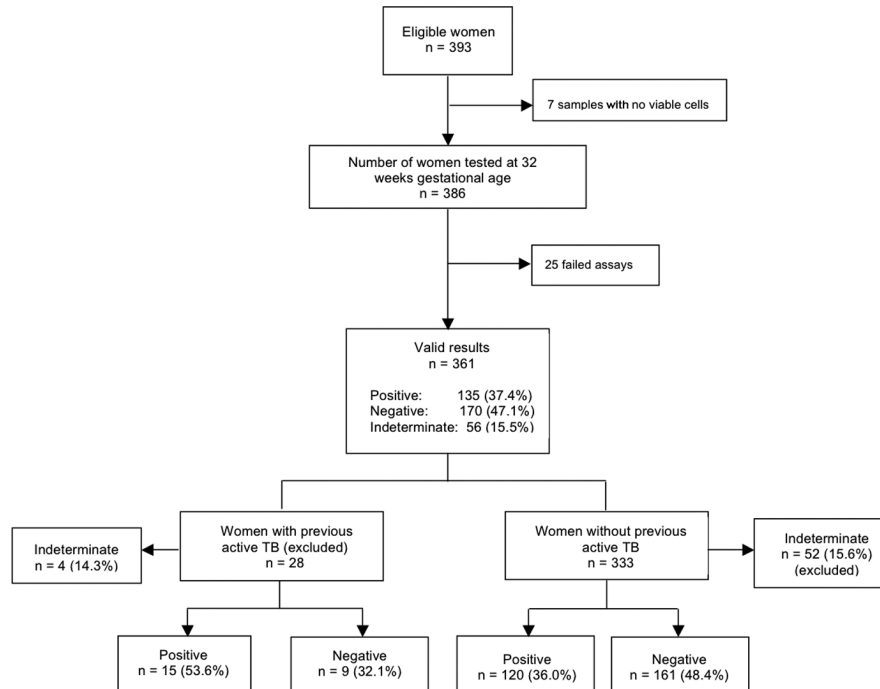 Eligible women
n = 393
7 samples with no viable cells
Number of women tested at 32
weeks gestational age
n = 386
25 failed assays
Valid results
n = 361
Positive: 135 (37.4%)
Negative: 170 (47.1%)
Indeterminate: 56 (15.5%)
Indeterminate
n = 4 (14.3%)
Women with previous
active TB (excluded)
n = 28
Women without previous
active TB
n = 333
Indeterminate
n = 52 (15.6%)
(excluded)
Positive
n = 15 (53.6%)
Negative
n = 9 (32.1%)
Positive
n = 120 (36.0%)
Negative
n = 161 (48.4%)